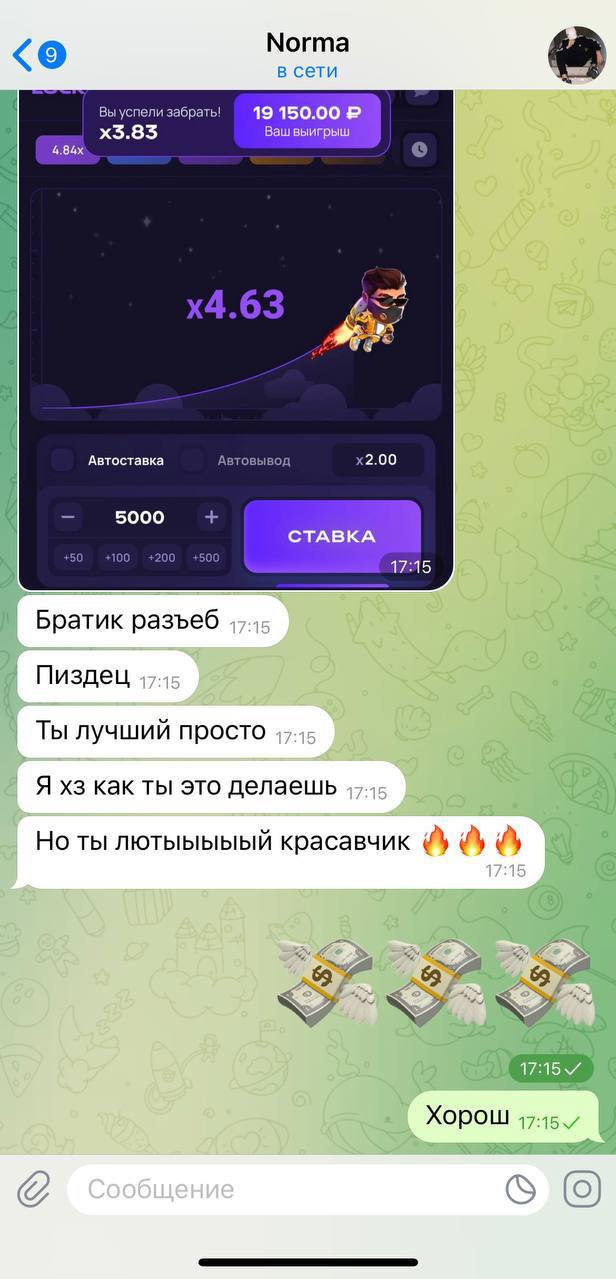 9
Norma
в сети
Вы успели забрать!
x3.83
19 150.00 ₽
Ваш выигрыш
4.84x
x4.63
Автоставка
Автовывод
x2.00
5000
+50
+100
+200
+500
СТАВКА
17:15
Братик разъеб 17:15
Пиздец 17:15
Ты лучший просто 17:15
Я хз как ты это делаешь 17:15
Но ты лютыыыыый красавчик 🔥🔥🔥
17:15
17:15
Хорош 17:15
Сообщение